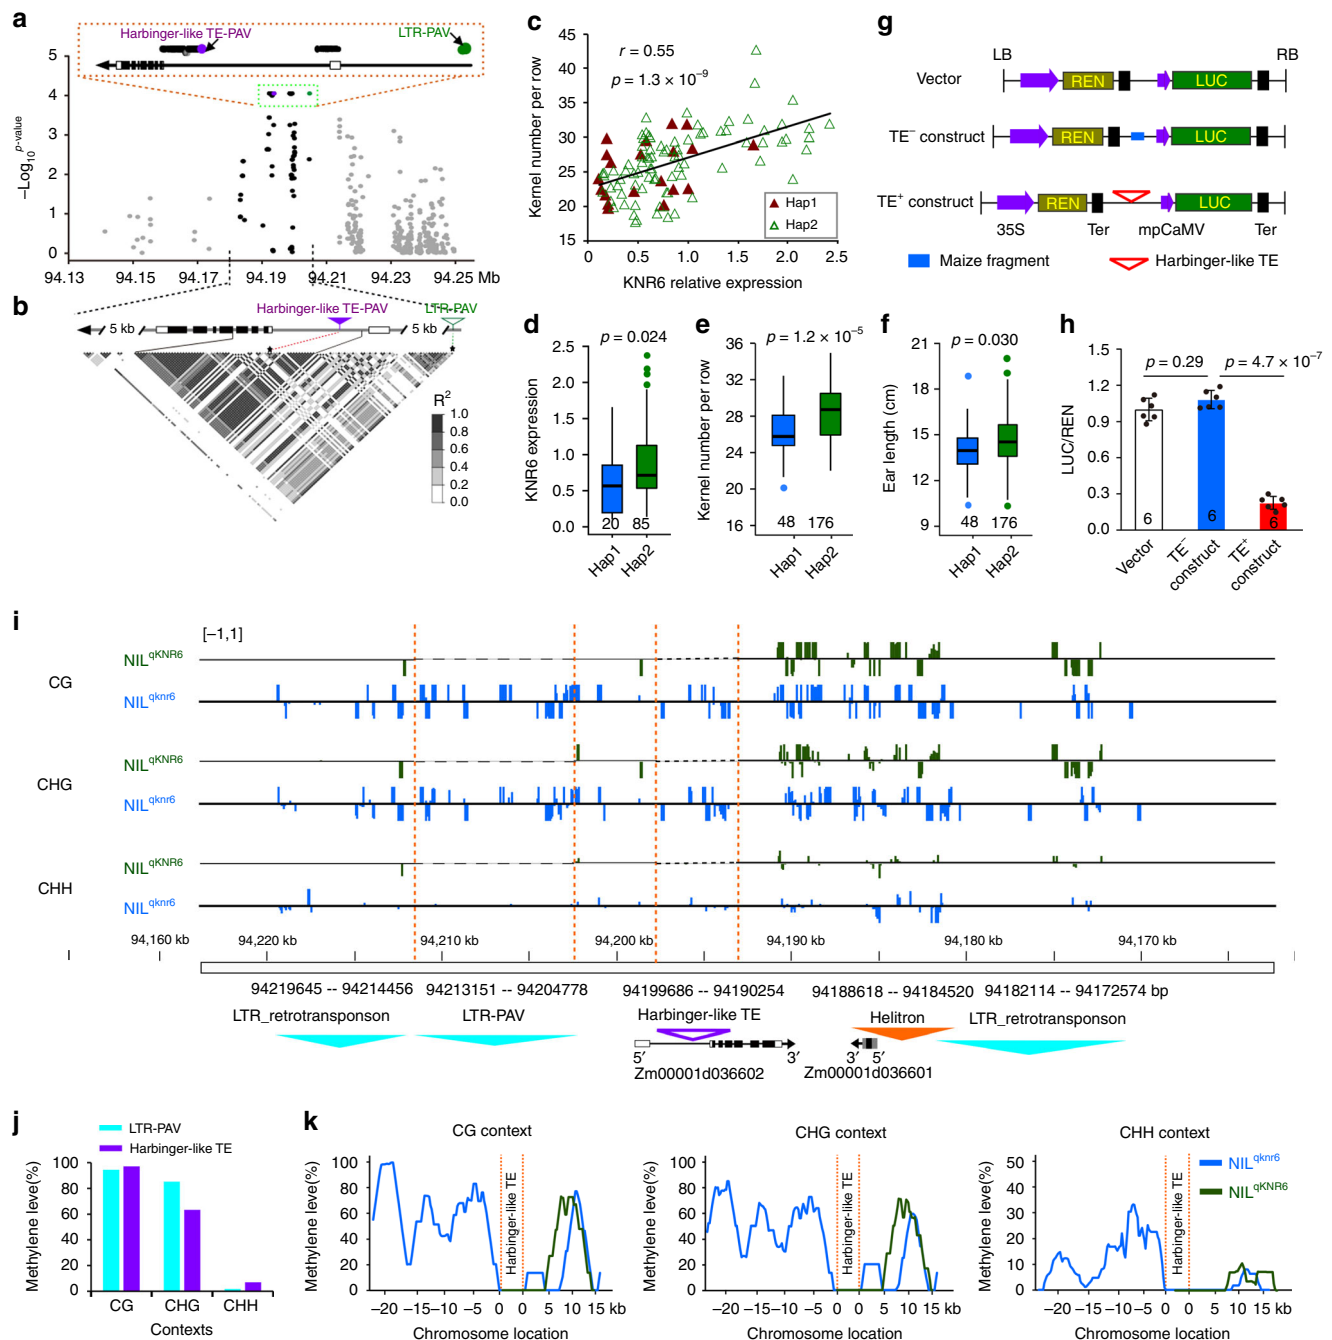 a
Harbinger-like TE-PAV
LTR-PAV
5
4
3
2
1
0
−Log10 p-value
94.13 94.15 94.17 94.19 94.21 94.23 94.25 Mb
b
Harbinger-like TE-PAV
LTR-PAV
5 kb
5 kb
R2
1.0
0.8
0.6
0.4
0.2
0.0
c
r = 0.55
p = 1.3 × 10−9
45
40
35
30
25
20
15
Kernel number per row
Hap1
Hap2
0 0.5 1.0 1.5 2.0 2.5
KNR6 relative expression
d
p = 0.024
2.5
2.0
1.5
1.0
0.5
0.0
KNR6 expression
20 85
Hap1 Hap2
e
p = 1.2 × 10−5
36
32
28
24
20
16
Kernel number per row
48 176
Hap1 Hap2
f
p = 0.030
21
18
15
12
9
Ear length (cm)
48 176
Hap1 Hap2
g
LB RB
Vector REN LUC
TE− construct REN LUC
TE+ construct REN LUC
35S Ter mpCaMV Ter
Maize fragment
Harbinger-like TE
h
p = 0.29 p = 4.7 × 10−7
1.5
1.2
0.9
0.3
0.0
LUC/REN
6 6 6
Vector
TE− construct
TE+ construct
i
[−1,1]
CG
NILqKNR6
NILqknr6
CHG
NILqKNR6
NILqknr6
CHH
NILqKNR6
NILqknr6
94,160 kb 94,220 kb 94,210 kb 94,200 kb 94,190 kb 94,180 kb 94,170 kb
94219645 -- 94214456 94213151 -- 94204778 94199686 -- 94190254 94188618 -- 94184520 94182114 -- 94172574 bp
LTR_retrotransponson LTR-PAV Harbinger-like TE Helitron LTR_retrotransponson
5′ 3′ 3′ 5′
Zm00001d036602 Zm00001d036601
j
LTR-PAV
Harbinger-like TE
100
80
60
40
20
0
Methylene level(%)
CG CHG CHH
Contexts
k
CG context
100
80
60
40
20
0
Methylene level(%)
Harbinger-like TE
−20 −15 −10 −5 0 0 5 10 15 kb
Chromosome location
CHG context
100
80
60
40
20
0
Methylene level(%)
Harbinger-like TE
−20 −15 −10 −5 0 0 5 10 15 kb
Chromosome location
CHH context
50
40
30
20
10
0
Methylene level(%)
Harbinger-like TE
NILqknr6
NILqKNR6
−20 −15 −10 −5 0 0 5 10 15 kb
Chromosome location